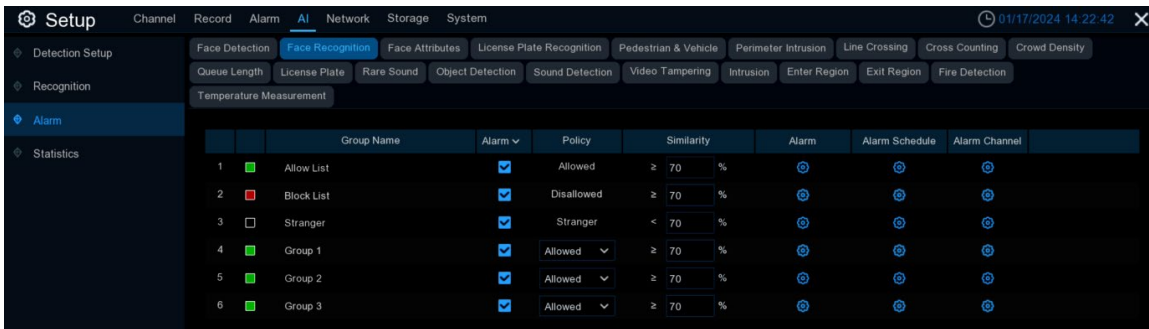 Setup Channel Record Alarm AI Network Storage System 01/17/2024 14:22:42
Detection Setup
Recognition
Alarm
Statistics
Face Detection Face Recognition Face Attributes License Plate Recognition Pedestrian & Vehicle Perimeter Intrusion Line Crossing Cross Counting Crowd Density
Queue Length License Plate Rare Sound Object Detection Sound Detection Video Tampering Intrusion Enter Region Exit Region Fire Detection
Temperature Measurement
Group Name Alarm Policy Similarity Alarm Alarm Schedule Alarm Channel
1 Allow List Allowed ≥ 70 %
2 Block List Disallowed ≥ 70 %
3 Stranger Stranger < 70 %
4 Group 1 Allowed ≥ 70 %
5 Group 2 Allowed ≥ 70 %
6 Group 3 Allowed ≥ 70 %